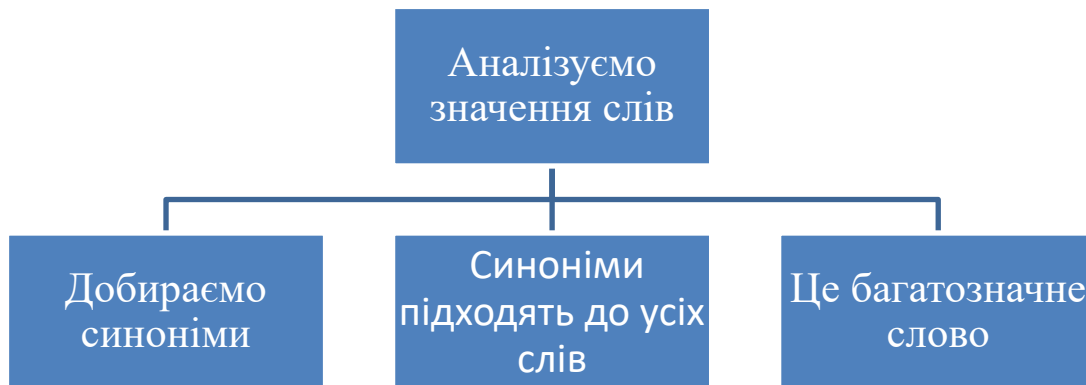 Аналізуємо
значення слів
Добираємо
синоніми
Синоніми
підходять до усіх
слів
Це багатозначне
слово